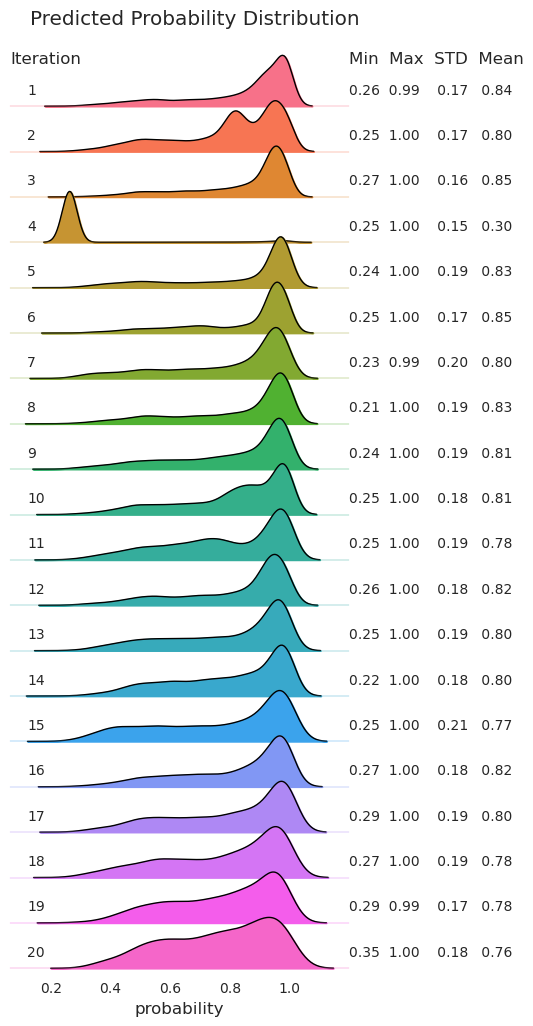 Predicted Probability Distribution
Iteration Min Max STD Mean
1 0.26 0.99 0.17 0.84
2 0.25 1.00 0.17 0.80
3 0.27 1.00 0.16 0.85
4 0.25 1.00 0.15 0.30
5 0.24 1.00 0.19 0.83
6 0.25 1.00 0.17 0.85
7 0.23 0.99 0.20 0.80
8 0.21 1.00 0.19 0.83
9 0.24 1.00 0.19 0.81
10 0.25 1.00 0.18 0.81
11 0.25 1.00 0.19 0.78
12 0.26 1.00 0.18 0.82
13 0.25 1.00 0.19 0.80
14 0.22 1.00 0.18 0.80
15 0.25 1.00 0.21 0.77
16 0.27 1.00 0.18 0.82
17 0.29 1.00 0.19 0.80
18 0.27 1.00 0.19 0.78
19 0.29 0.99 0.17 0.78
20 0.35 1.00 0.18 0.76
0.2 0.4 0.6 0.8 1.0
probability